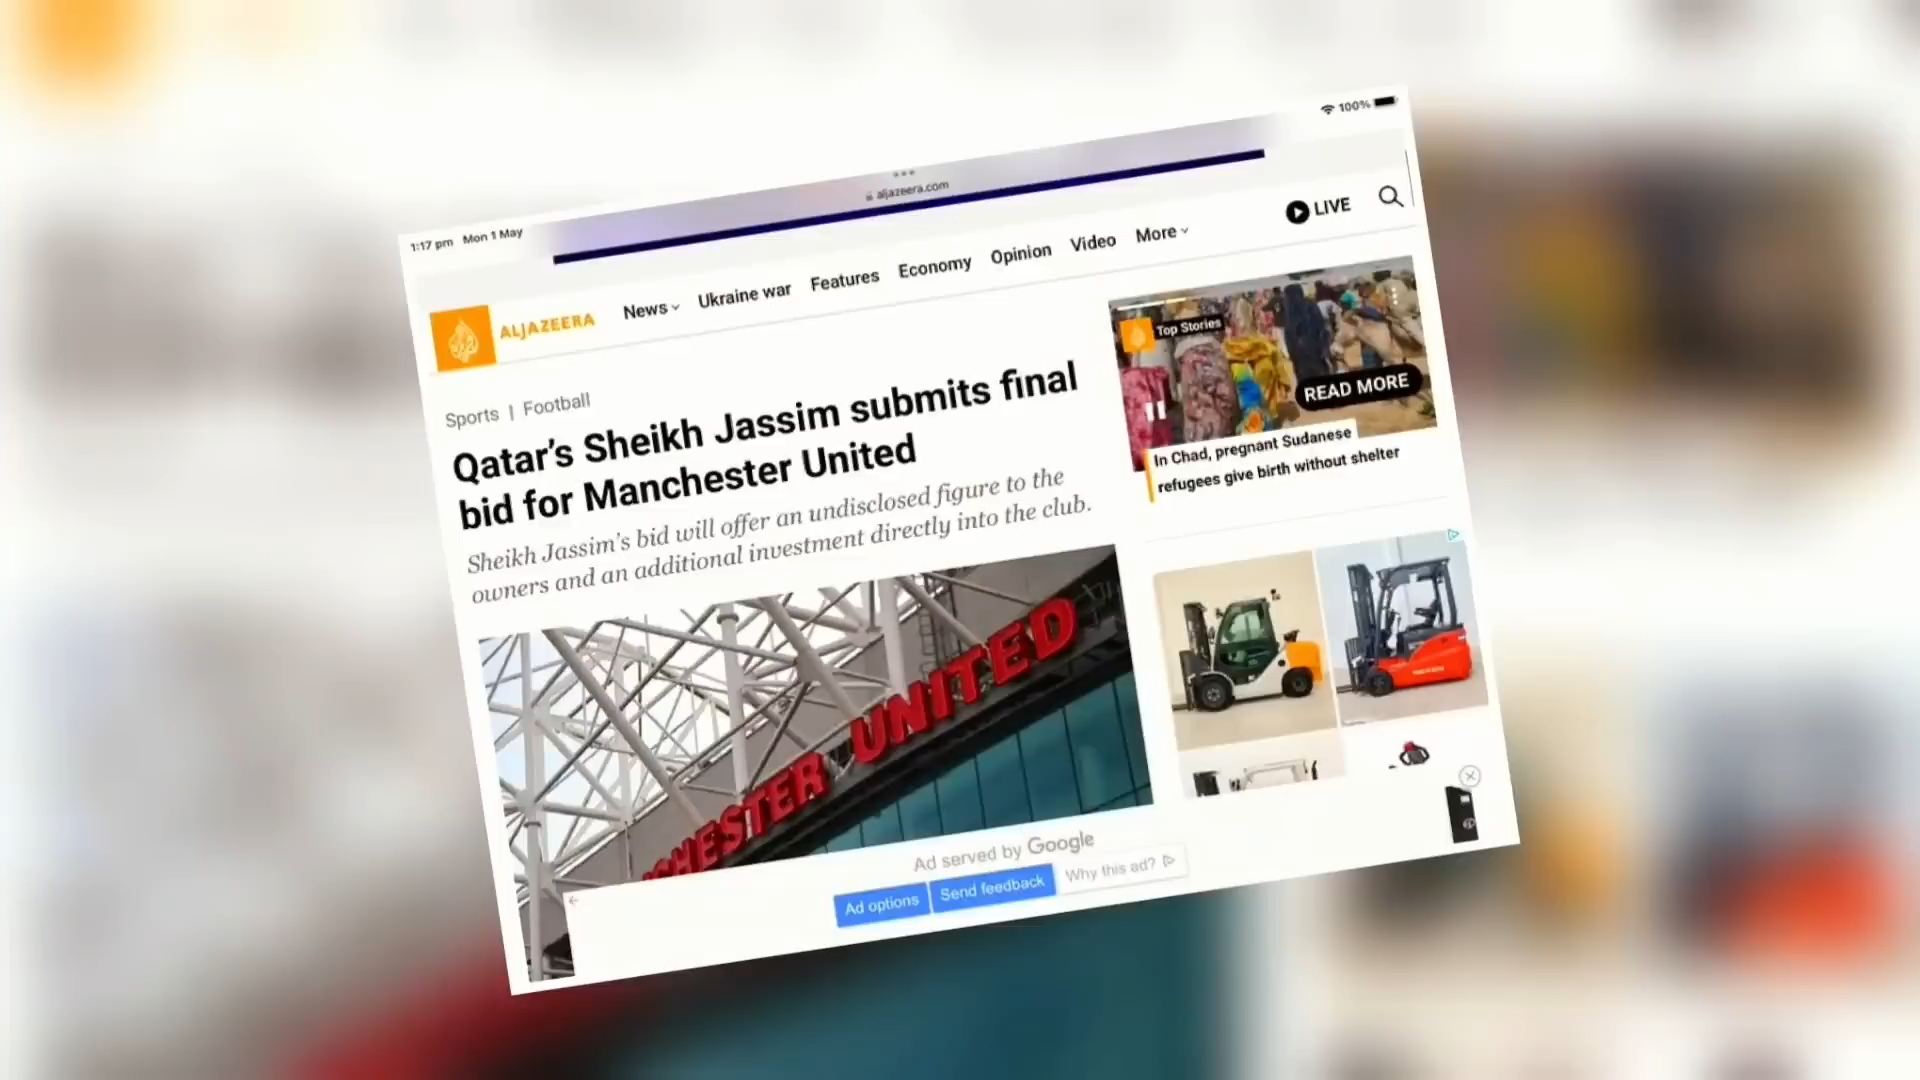 1:17 pm Mon 1 May
100%
aljazeera.com
ALJAZEERA
News
Ukraine war
Features
Economy
Opinion
Video
More
LIVE
Sports | Football
Qatar's Sheikh Jassim submits final
bid for Manchester United
Sheikh Jassim's bid will offer an undisclosed figure to the
owners and an additional investment directly into the club.
CHESTER UNITED
Top Stories
READ MORE
In Chad, pregnant Sudanese
refugees give birth without shelter
Ad served by Google
Ad options
Send feedback
Why this ad?